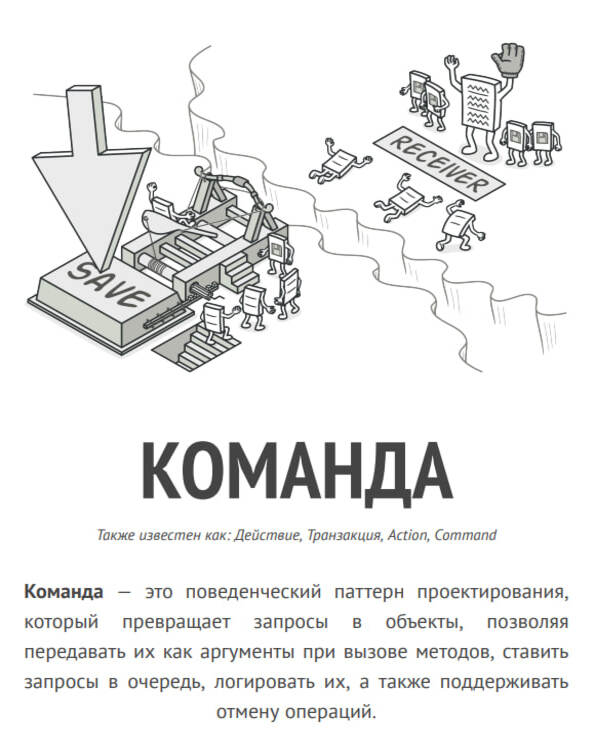 SAVE
RECEIVER
КОМАНДА
Также известен как: Действие, Транзакция, Action, Command
Команда — это поведенческий паттерн проектирования,
который превращает запросы в объекты, позволяя
передавать их как аргументы при вызове методов, ставить
запросы в очередь, логировать их, а также поддерживать
отмену операций.